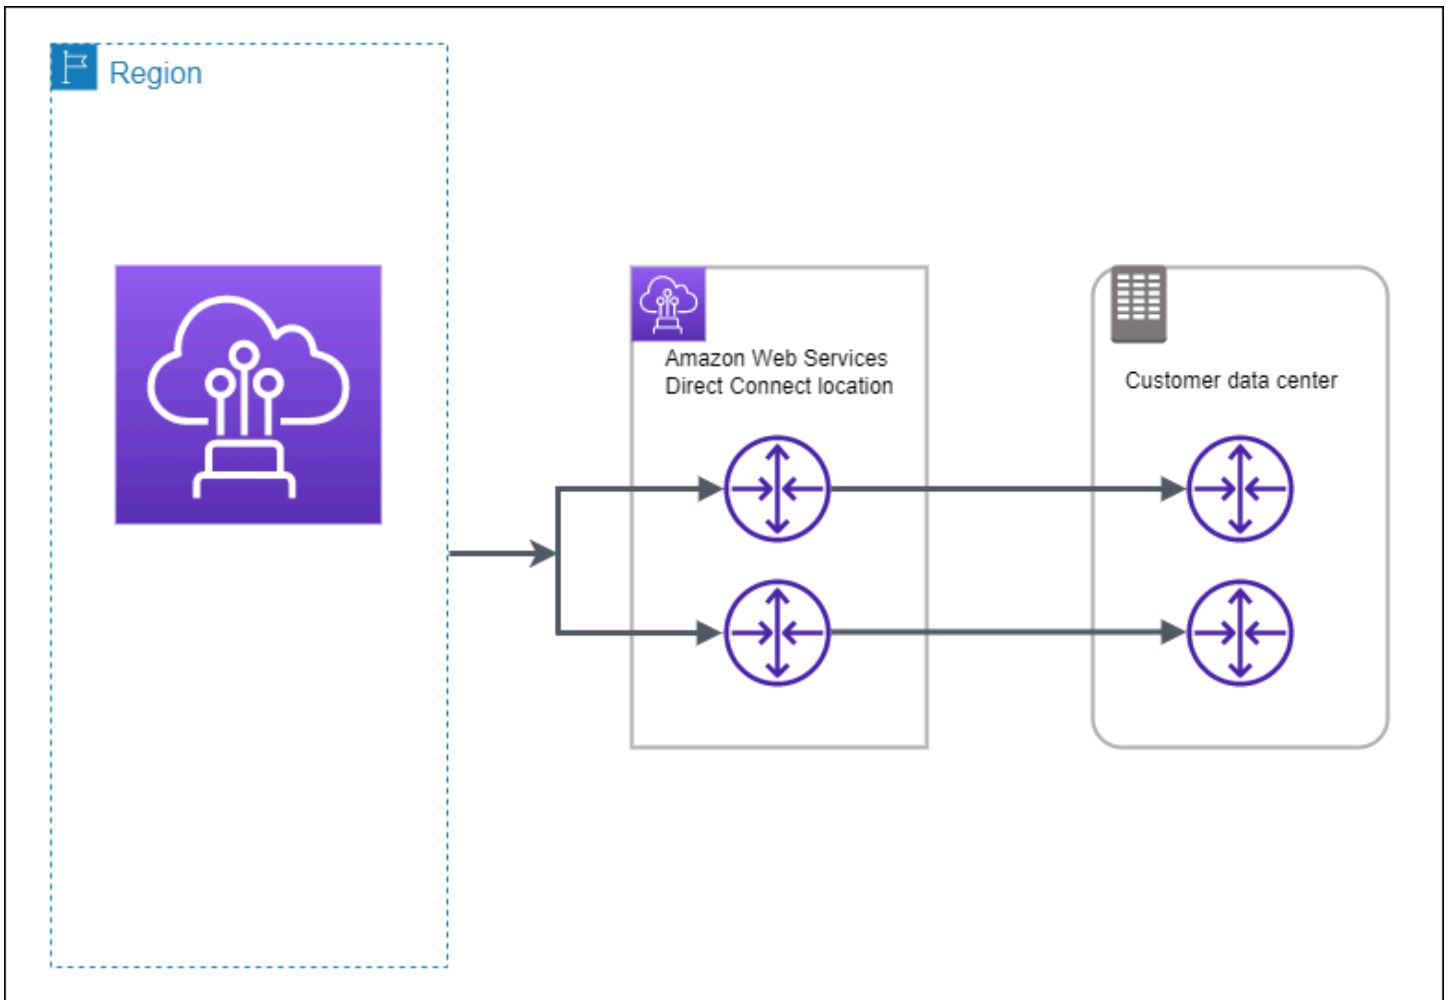 Region
Amazon Web Services
Direct Connect location
Customer data center